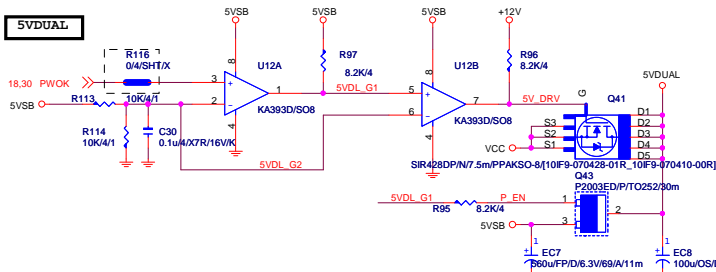 5VDUAL
5VSB
5VSB
+12V
R116
0/4/SHT/X
8
U12A
R97
8.2K/4
8
U12B
R96
8.2K/4
5VDUAL
18,30 PWOK
3
+
1
5VDL_G1
5
+
7
5V_DRV
G
Q41
5VSB
R113
10K/4/1
2
-
KA393D/SO8
6
-
KA393D/SO8
4
4
R114
10K/4/1
C30
0.1u/4/X7R/16V/K
5VDL_G2
S3
S2
S1
VCC
D1
D2
D3
D4
D5
SIR428DP/N/7.5m/PPAKSO-8/[10IF9-070428-01R_10IF9-070410-00R]
Q43
P2003ED/P/TO252/30m
5VDL_G1
R95
8.2K/4
P_EN
1
2
5VSB
3
1
EC7
560u/FP/D/6.3V/69/A/11m
1
EC8
100u/OS/